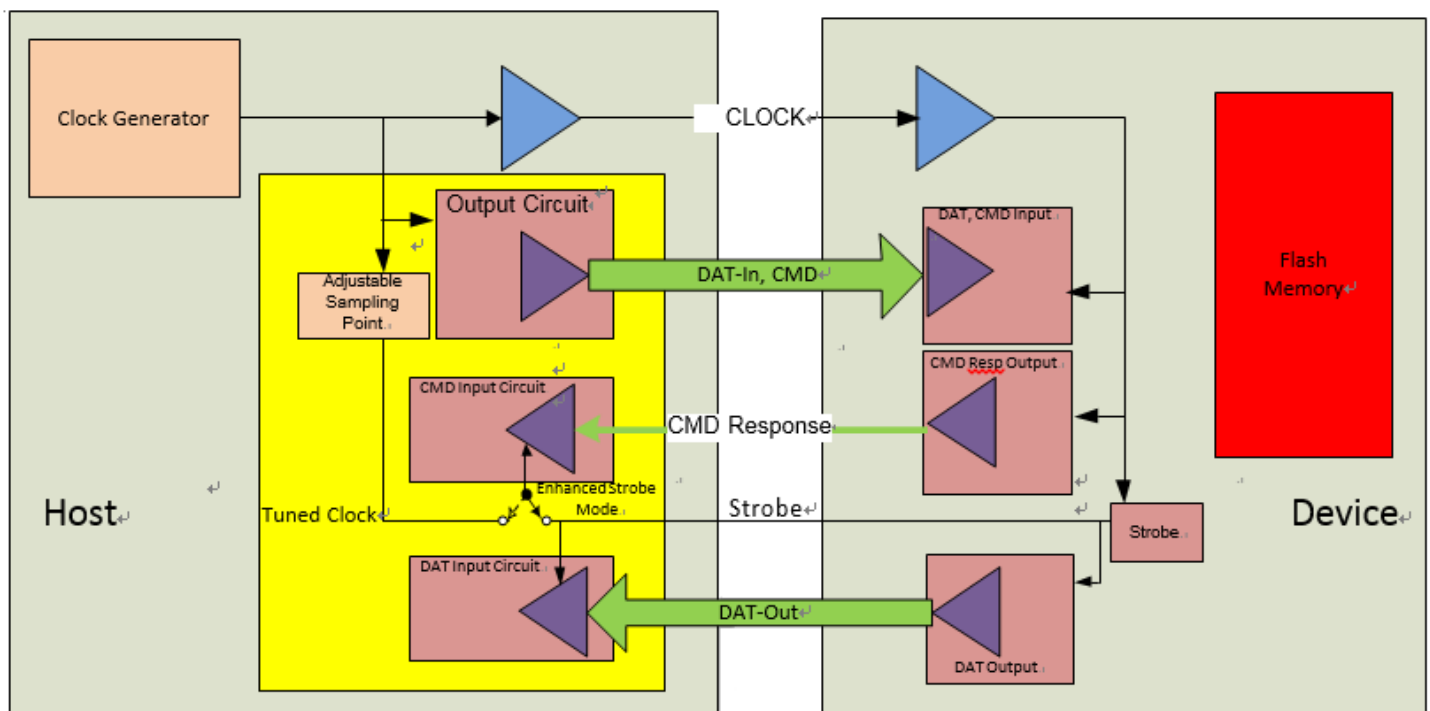 Clock Generator
CLOCK
Output Circuit
DAT, CMD Input
Flash
Memory
DAT-In, CMD
Adjustable
Sampling
Point
CMD Input Circuit
CMD Resp Output
CMD Response
Enhanced Strobe
Mode
Host
Tuned Clock
Strobe
Device
Strobe
DAT Input Circuit
DAT-Out
DAT Output